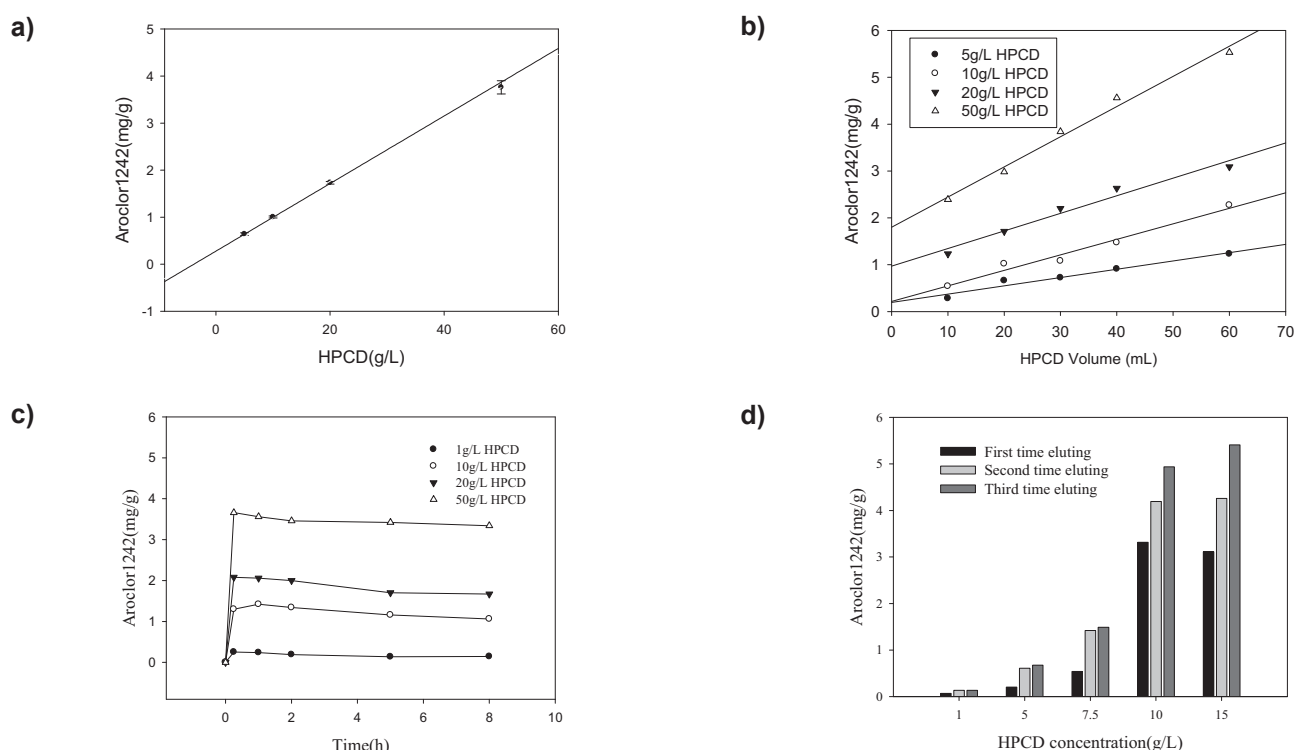 a)
5
4
3
2
1
0
-1
Aroclor1242(mg/g)
0 20 40 60
HPCD(g/L)
b)
6
5
4
3
2
1
0
Aroclor1242(mg/g)
5g/L HPCD
10g/L HPCD
20g/L HPCD
50g/L HPCD
0 10 20 30 40 50 60 70
HPCD Volume (mL)
c)
6
5
4
3
2
1
0
Aroclor1242(mg/g)
1g/L HPCD
10g/L HPCD
20g/L HPCD
50g/L HPCD
0 2 4 6 8 10
Time(h)
d)
6
5
4
3
2
1
0
Aroclor1242(mg/g)
First time eluting
Second time eluting
Third time eluting
1 5 7.5 10 15
HPCD concentration(g/L)